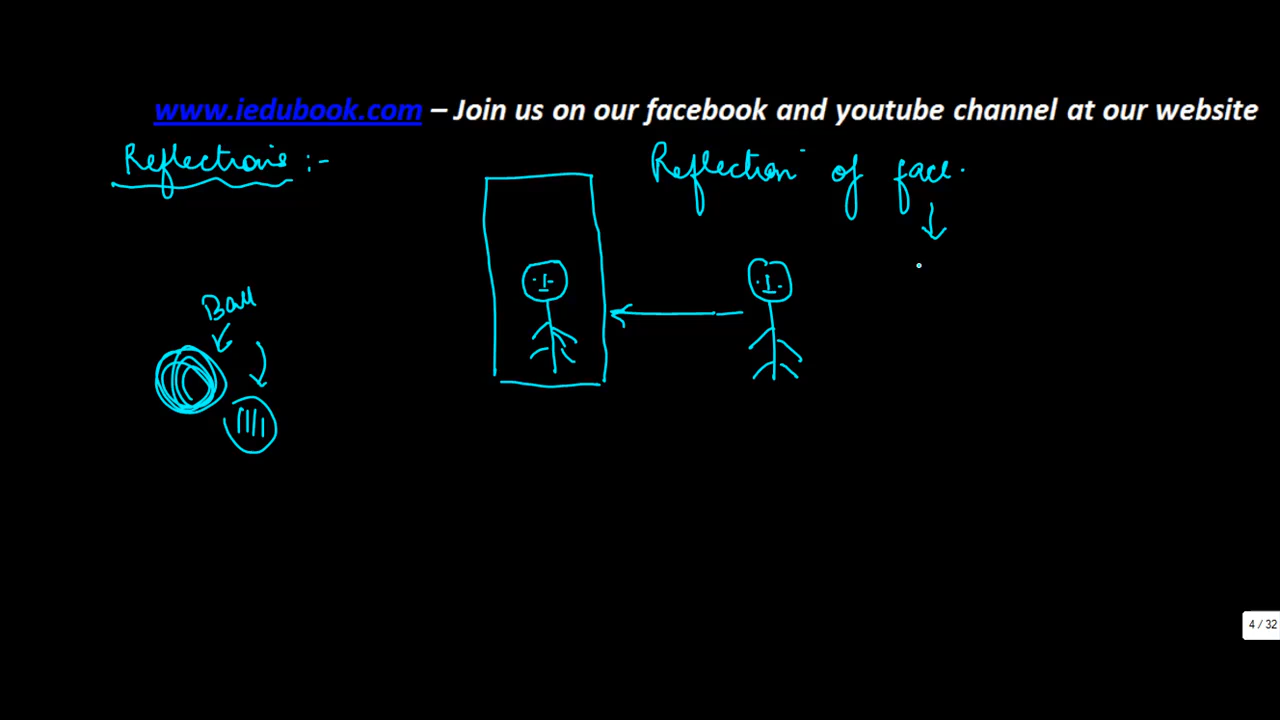 www.iedubook.com – Join us on our facebook and youtube channel at our website
Reflections :-
Reflection of face.
Ball
4 / 32